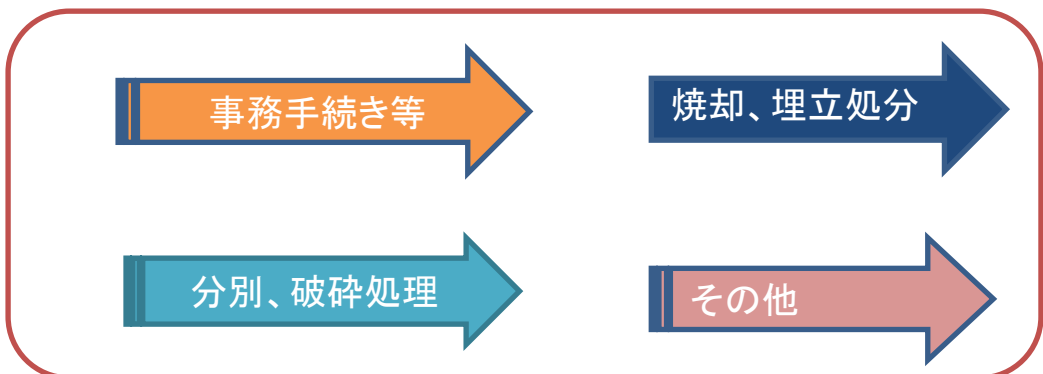 事務手続き等
焼却、埋立処分
分別、破砕処理
その他